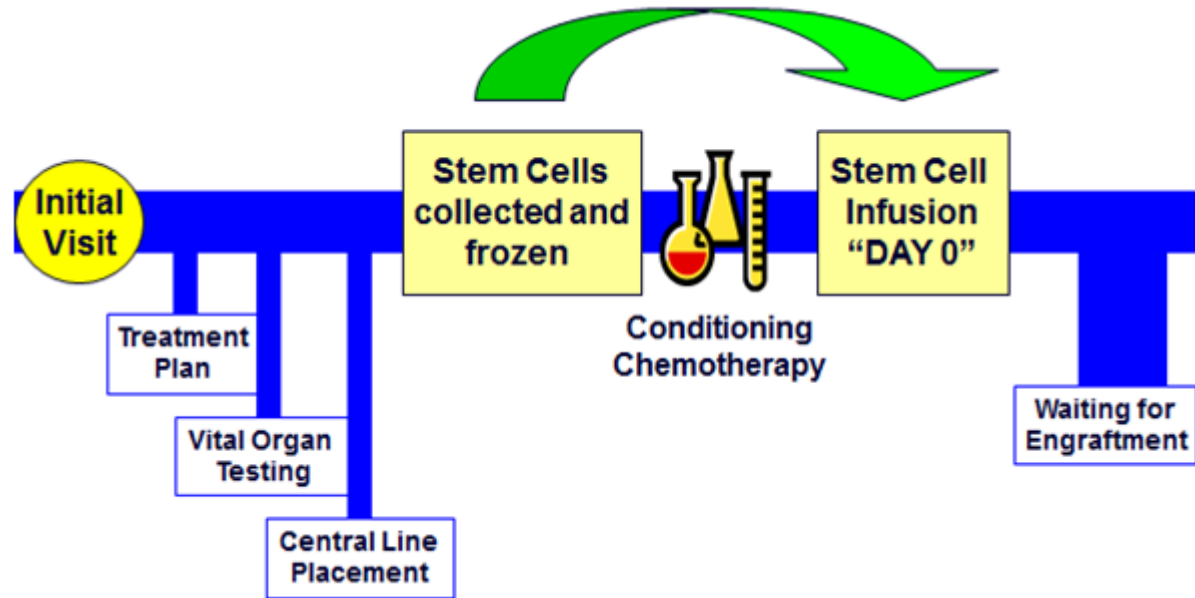 Initial
Visit
Treatment
Plan
Vital Organ
Testing
Central Line
Placement
Stem Cells
collected and
frozen
Conditioning
Chemotherapy
Stem Cell
Infusion
“DAY 0”
Waiting for
Engraftment